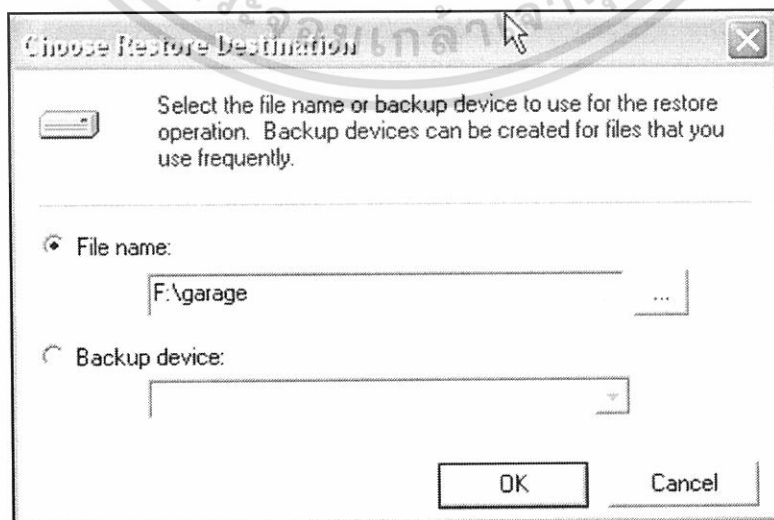 Choose Restore Destination
Select the file name or backup device to use for the restore
operation. Backup devices can be created for files that you
use frequently.
File name:
F:\garage
...
Backup device:
OK
Cancel